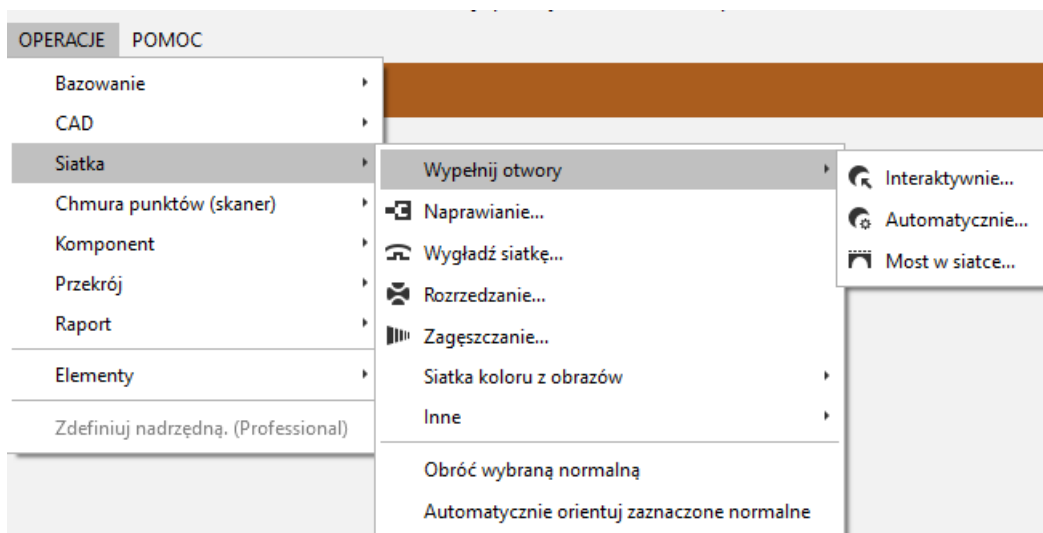 OPERACJE POMOC
Bazowanie
CAD
Siatka
Chmura punktów (skaner)
Komponent
Przekrój
Raport
Elementy
Zdefiniuj nadrzędną. (Professional)
Wypełnij otwory
Naprawianie...
Wygładź siatkę...
Rozrzedzanie...
Zagęszczanie...
Siatka koloru z obrazów
Inne
Obróć wybraną normalną
Automatycznie orientuj zaznaczone normalne
Interaktywnie...
Automatycznie...
Most w siatce...